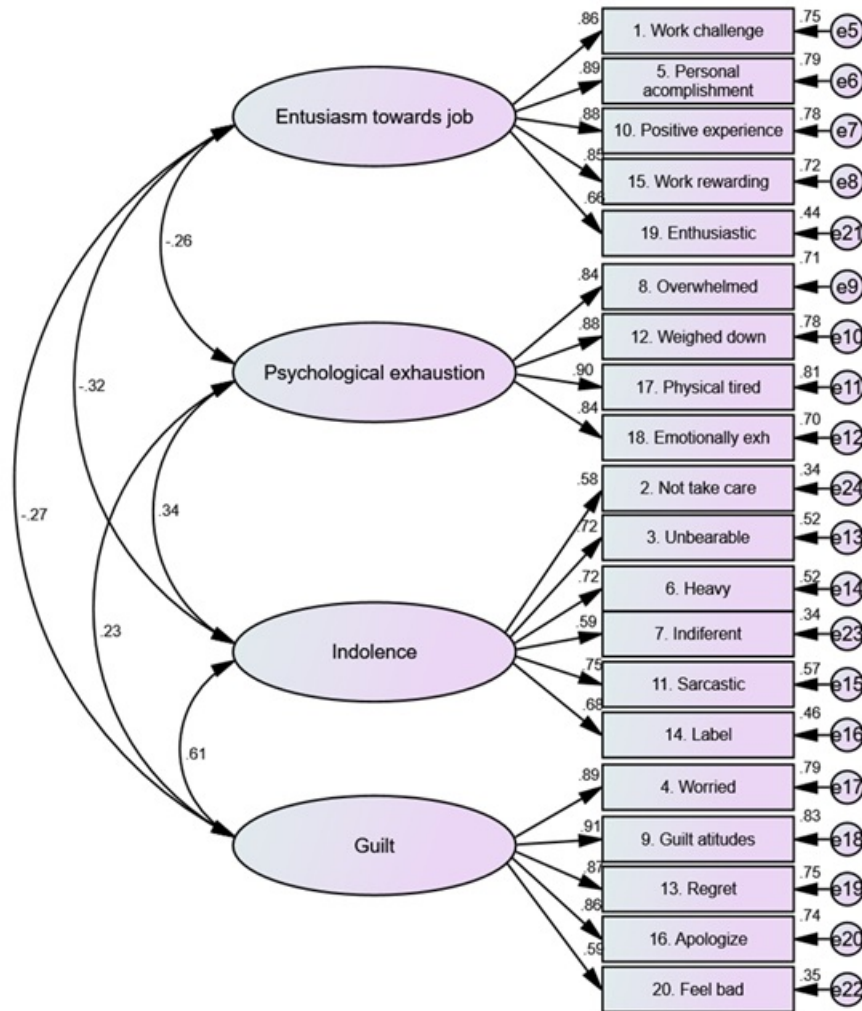 .86
1. Work challenge
.75
e5
Entusiasm towards job
.89
5. Personal
acomplishment
.79
e6
.88
10. Positive experience
.78
e7
.85
15. Work rewarding
.72
e8
.66
19. Enthusiastic
.44
e21
-.26
Psychological exhaustion
.84
8. Overwhelmed
.71
e9
.88
12. Weighed down
.78
e10
.90
17. Physical tired
.81
e11
.84
18. Emotionally exh
.70
e12
-.32
.34
-.27
.23
Indolence
.58
2. Not take care
.34
e24
.72
3. Unbearable
.52
e13
.72
6. Heavy
.52
e14
.59
7. Indiferent
.34
e23
.75
11. Sarcastic
.57
e15
.68
14. Label
.46
e16
.61
Guilt
.89
4. Worried
.79
e17
.91
9. Guilt atitudes
.83
e18
.87
13. Regret
.75
e19
.86
16. Apologize
.74
e20
.59
20. Feel bad
.35
e22